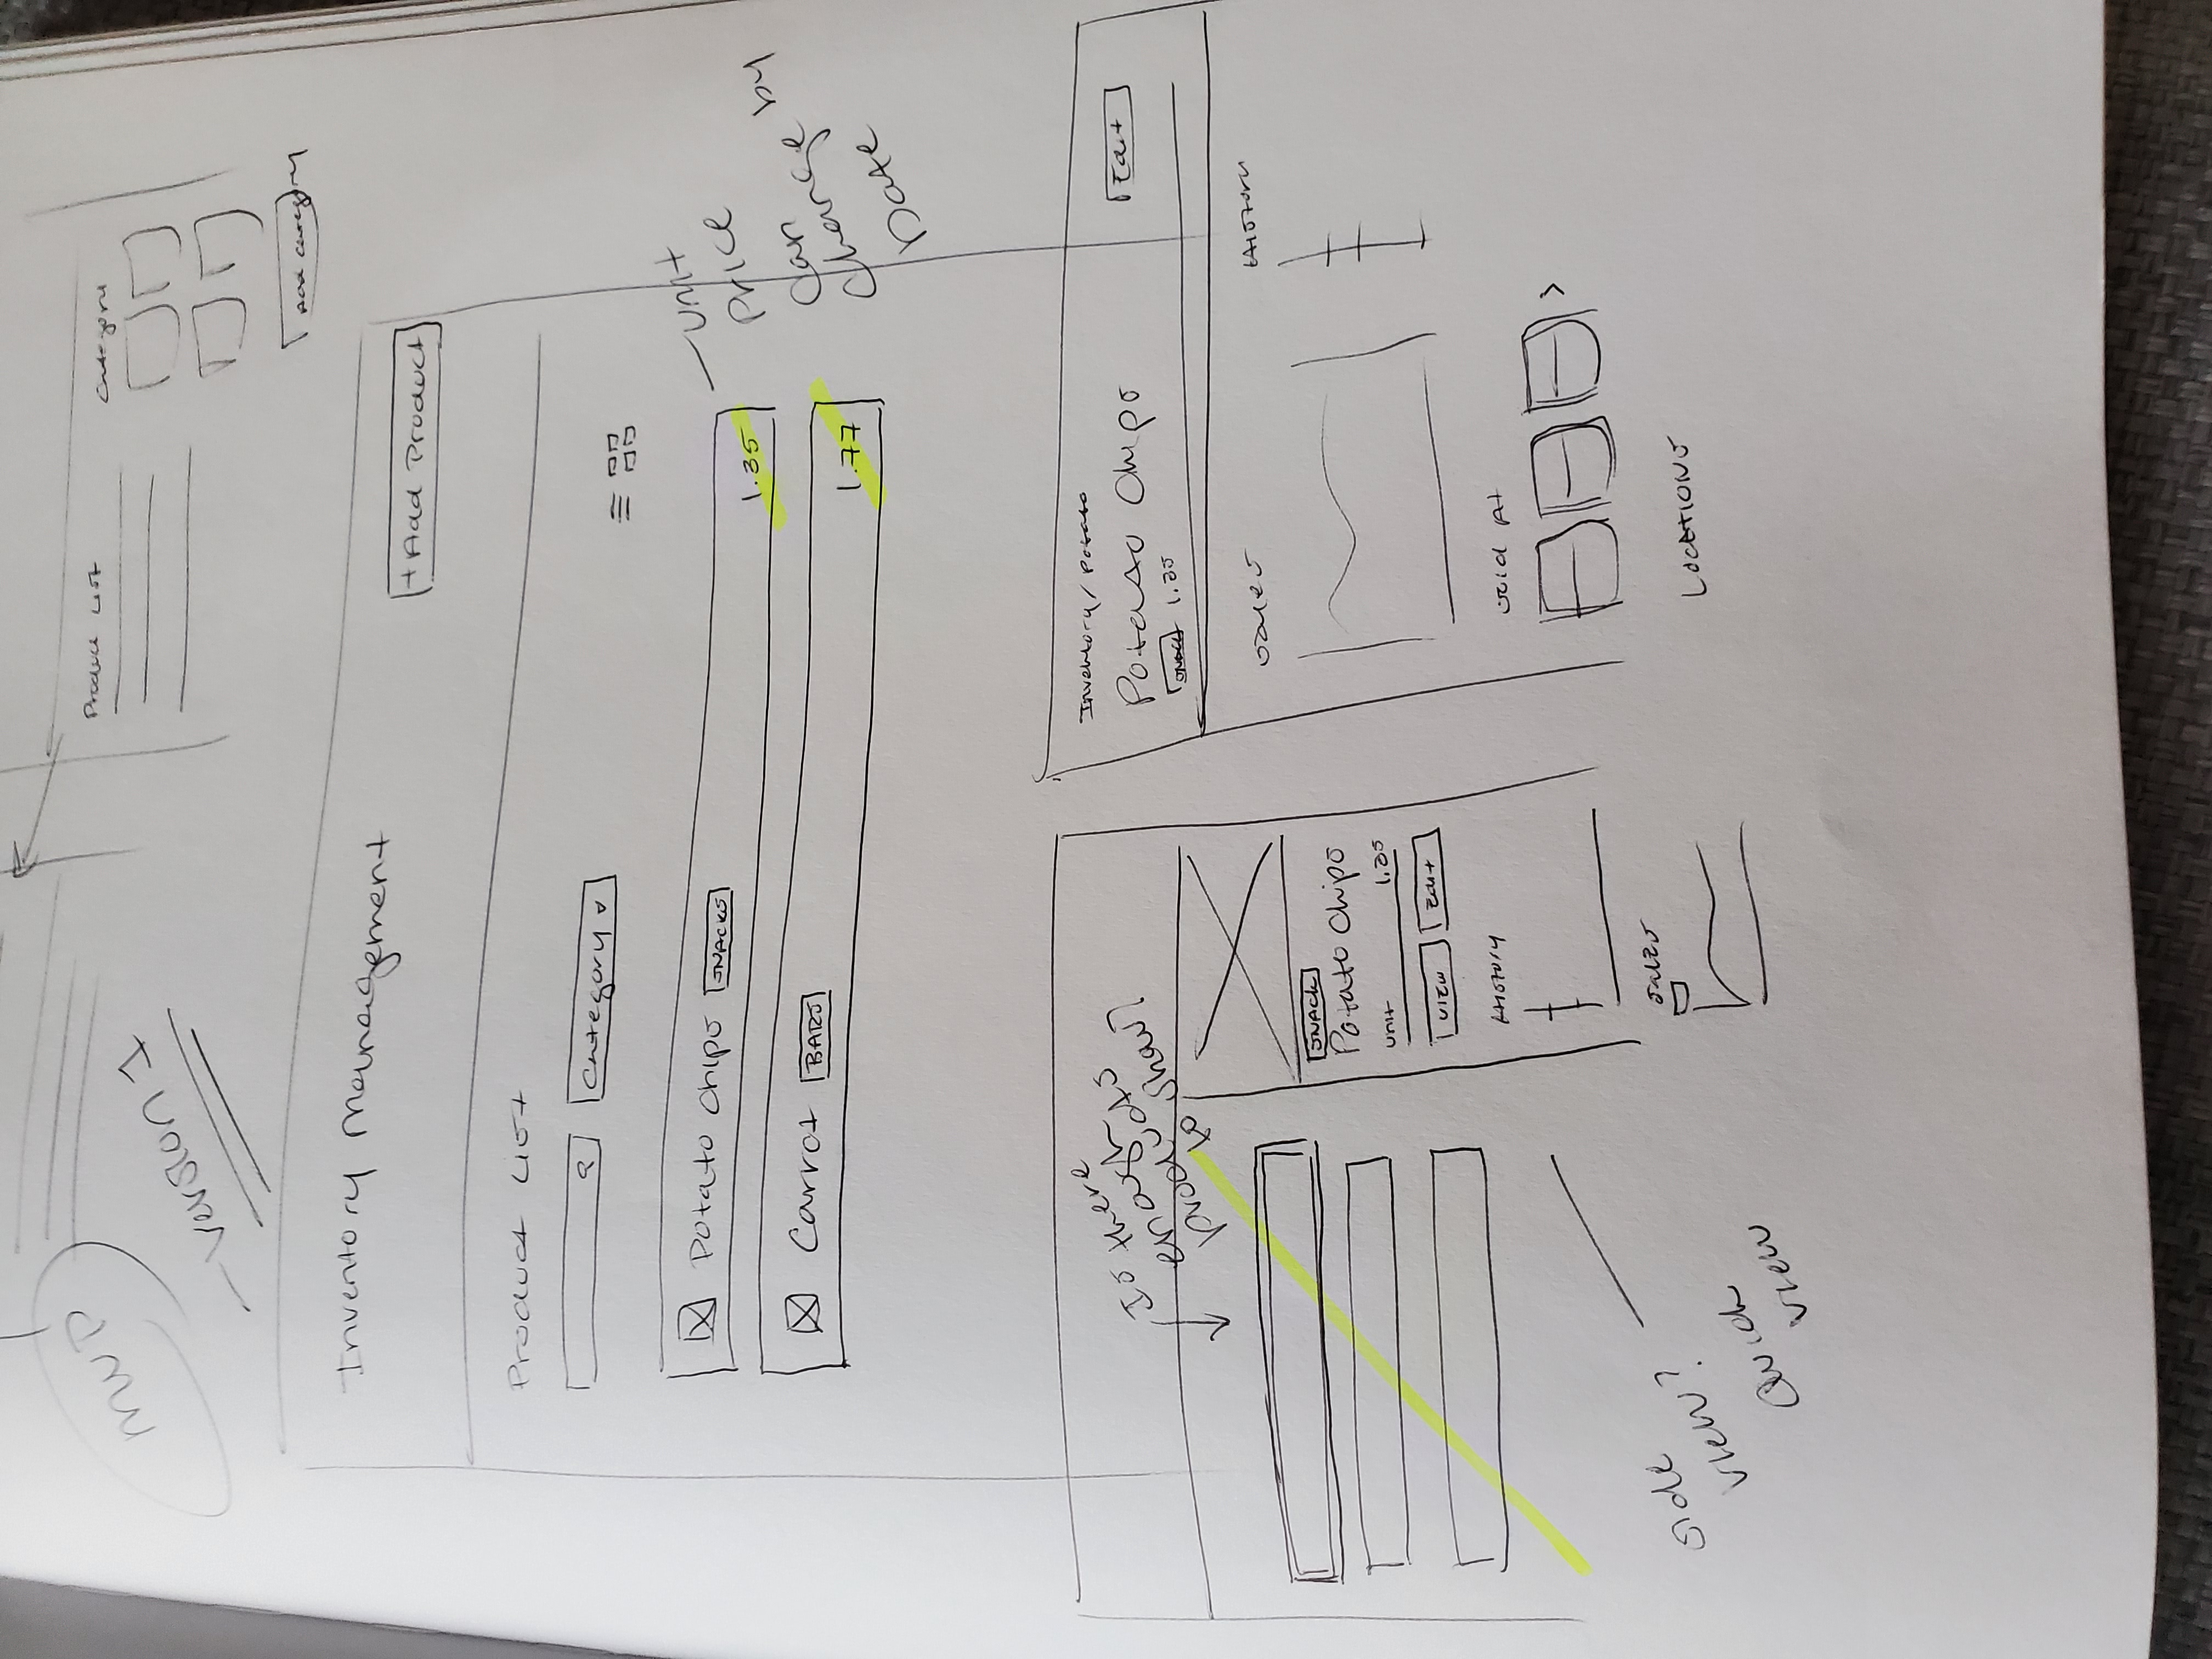 MVP
- Version 1
Product List
Categories
Add category
Inventory Management
+ Add Product
Product List
Category
Potato Chips
SNACKS
1.35
Carrot
BARS
1.77
Unit
Price
Can
Change by
Date
Is there
enough
products
to show?
SNACK
Potato Chips
Unit
1.35
VIEW
Edit
History
Sales
Side
view?
Quick
view
Inventory / Potato
Potato Chips
SNACK
1.35
Edit
Sales
History
Sold At
Locations